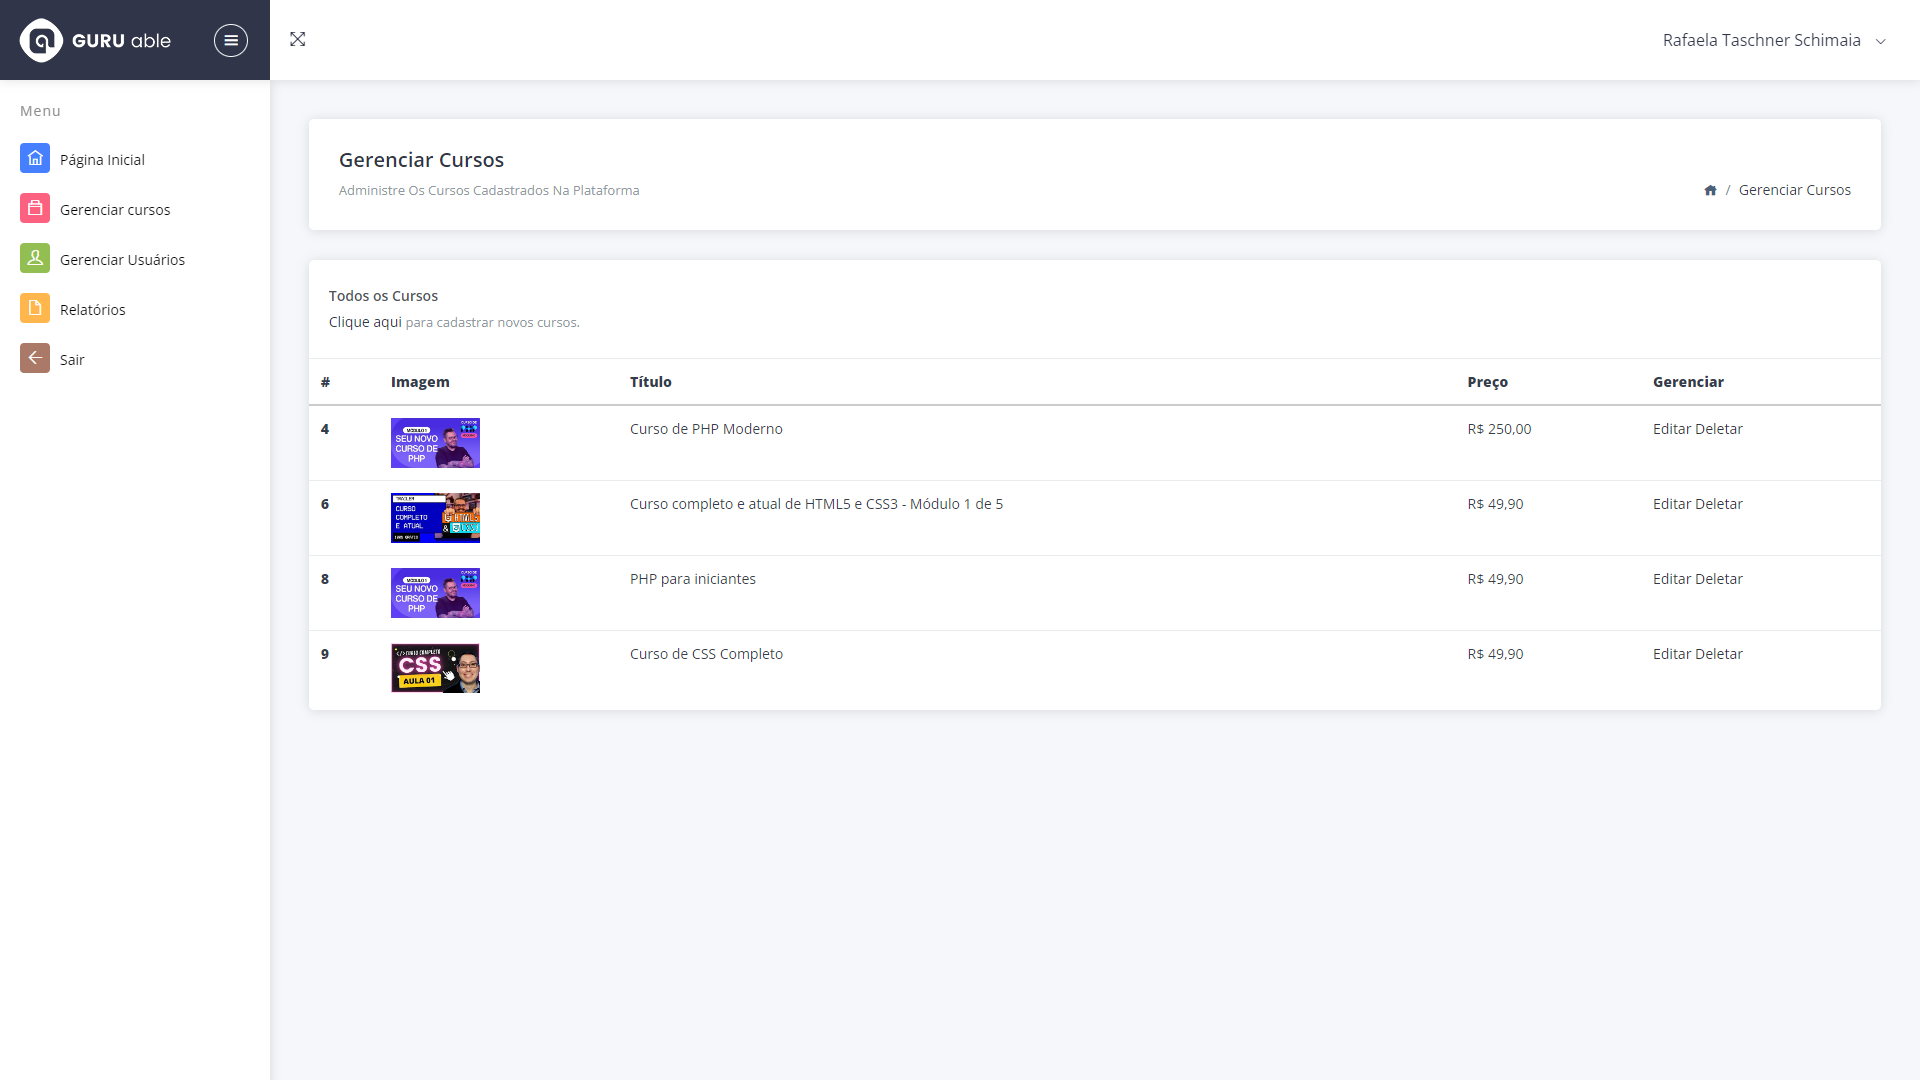 GURU able
Rafaela Taschner Schimaia
Menu
Página Inicial
Gerenciar cursos
Gerenciar Usuários
Relatórios
Sair
Gerenciar Cursos
Administre Os Cursos Cadastrados Na Plataforma
/ Gerenciar Cursos
Todos os Cursos
Clique aqui para cadastrar novos cursos.
# Imagem Título Preço Gerenciar
4 Curso de PHP Moderno R$ 250,00 Editar Deletar
MÓDULO 1
SEU NOVO
CURSO DE
PHP
6 Curso completo e atual de HTML5 e CSS3 - Módulo 1 de 5 R$ 49,90 Editar Deletar
TRAILER
CURSO
COMPLETO
E ATUAL
8 PHP para iniciantes R$ 49,90 Editar Deletar
MÓDULO 1
SEU NOVO
CURSO DE
PHP
9 Curso de CSS Completo R$ 49,90 Editar Deletar
</> CURSO COMPLETO
CSS
AULA 01